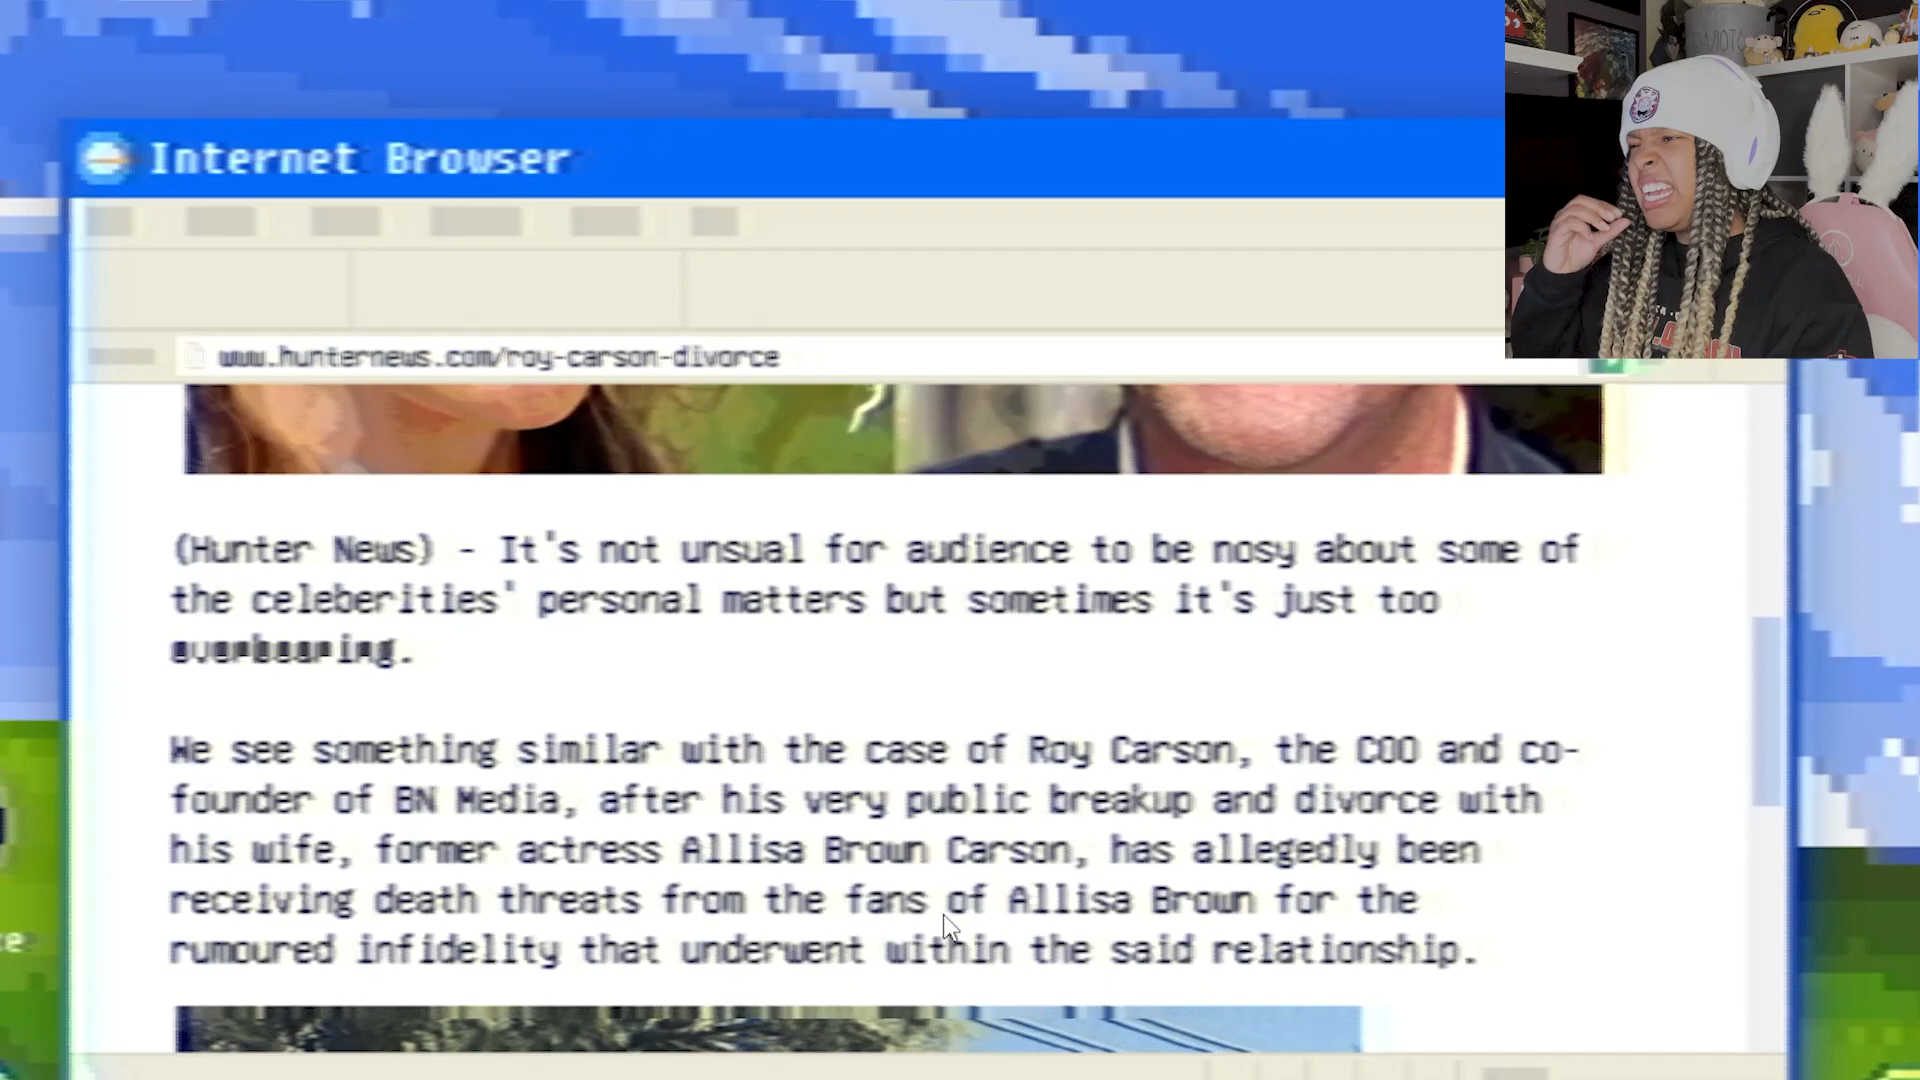 Internet Browser
www.hunternews.com/roy-carson-divorce
(Hunter News) - It's not unsual for audience to be nosy about some of
the celeberities' personal matters but sometimes it's just too
overbearing.
We see something similar with the case of Roy Carson, the COO and co-
founder of BN Media, after his very public breakup and divorce with
his wife, former actress Allisa Brown Carson, has allegedly been
receiving death threats from the fans of Allisa Brown for the
rumoured infidelity that underwent within the said relationship.